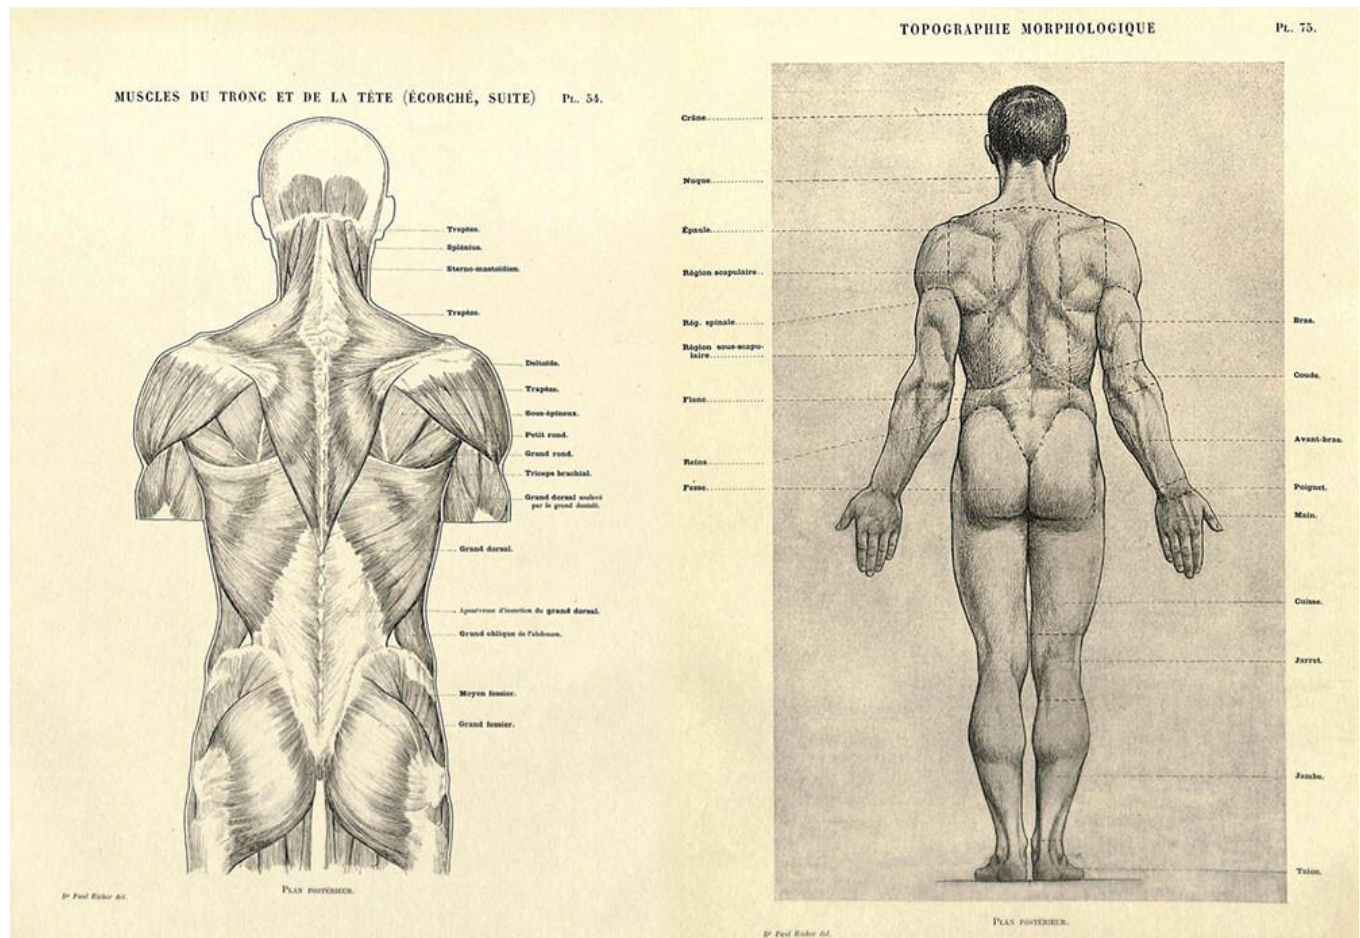 MUSCLES DU TRONC ET DE LA TÊTE (ÉCORCHÉ, SUITE) PL. 54.
Trapèze.
Splénius.
Sterno-mastoïdien.
Trapèze.
Deltoïde.
Trapèze.
Sous-épineux.
Petit rond.
Grand rond.
Triceps brachial.
Grand dorsal soulevé
par le grand dentelé.
Grand dorsal.
Aponévrose d'insertion du grand dorsal.
Grand oblique de l'abdomen.
Moyen fessier.
Grand fessier.
PLAN POSTÉRIEUR.
Dr Paul Richer del.
TOPOGRAPHIE MORPHOLOGIQUE PL. 75.
Crâne
Nuque
Épaule
Région scapulaire
Rég. spinale
Région sous-scapu-
laire
Flanc
Reins
Fesse
Bras.
Coude.
Avant-bras.
Poignet.
Main.
Cuisse.
Jarret.
Jambe.
Talon.
PLAN POSTÉRIEUR.
Dr Paul Richer del.